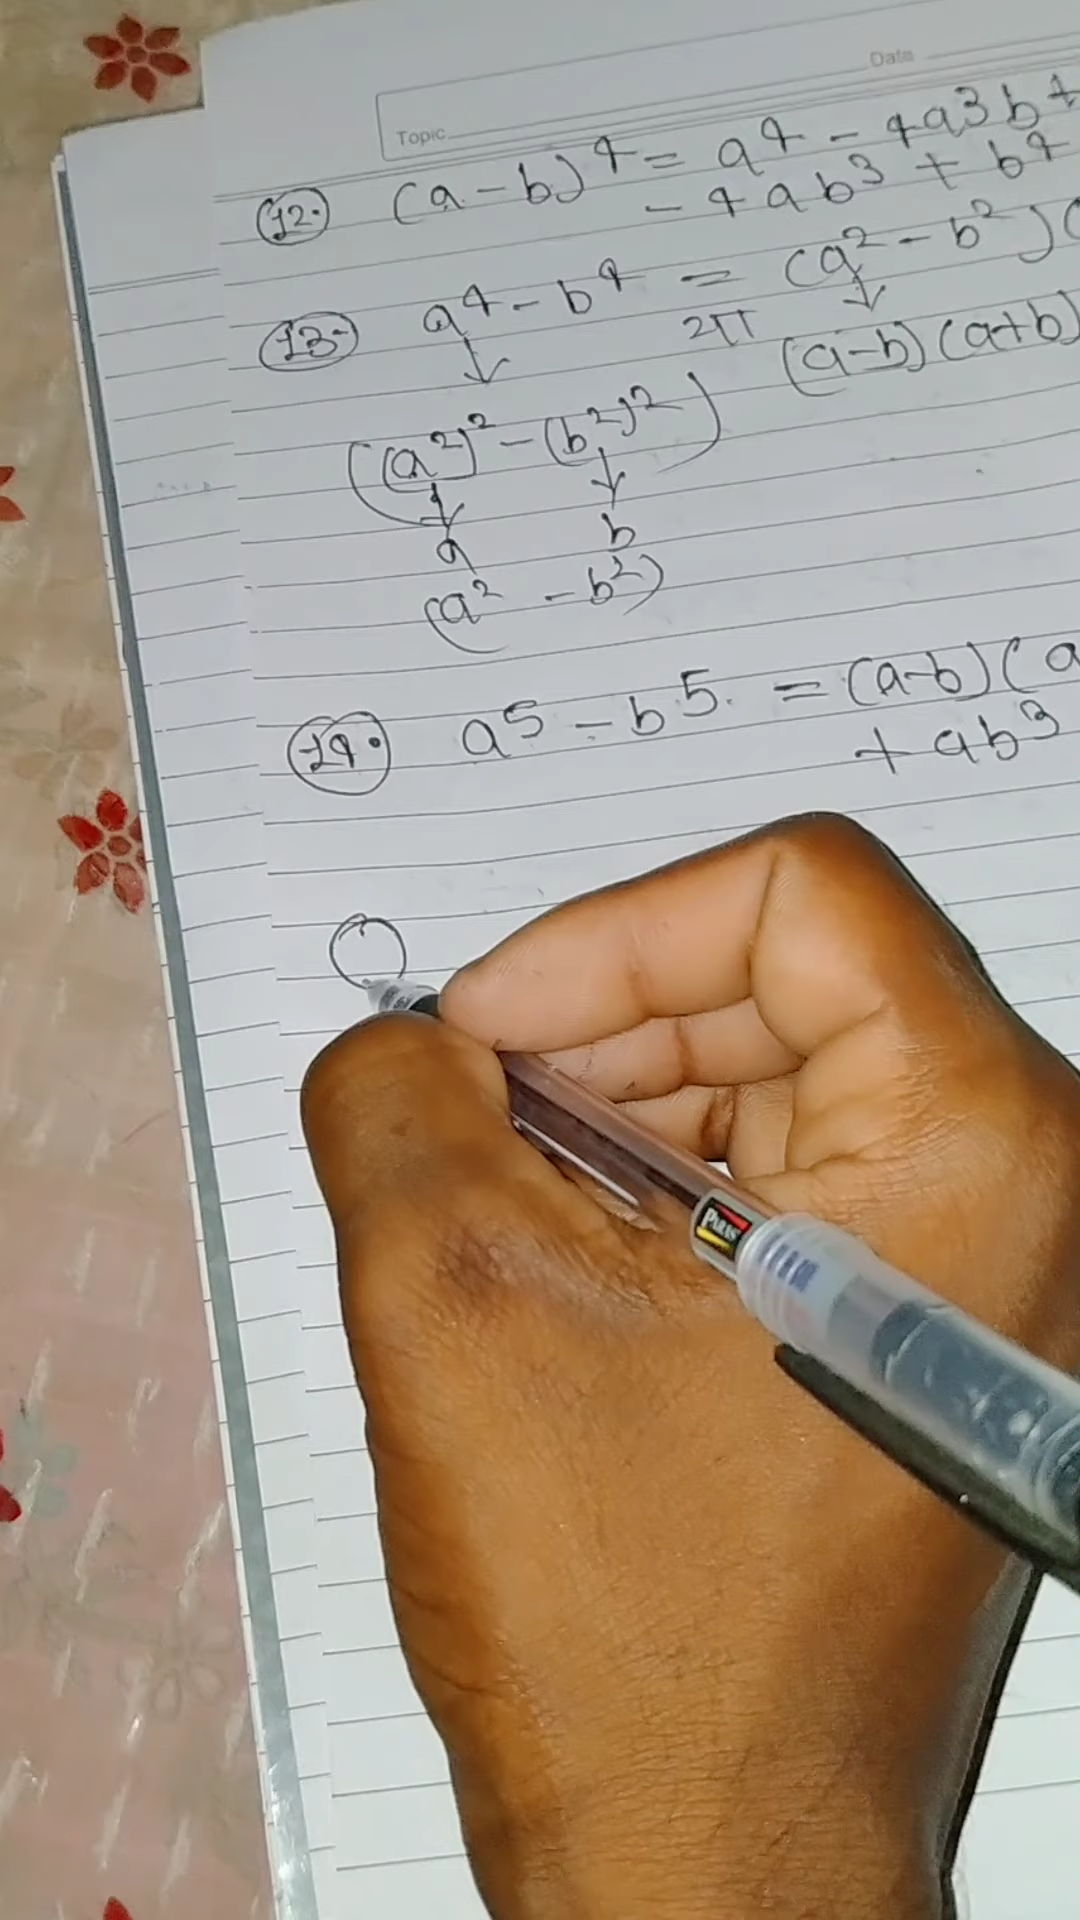 Date
Topic
12. (a-b)⁴ = a⁴ - 4a³b +
- 4ab³ + b⁴
13. a⁴ - b⁴ = (a² - b²) (
(a-b) (a+b)
((a²)² - (b²)²)
a b
(a² - b²)
14. a⁵ - b⁵ = (a-b) (a
+ ab³